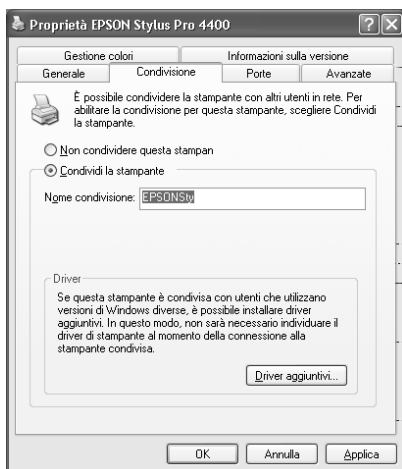 Proprietà EPSON Stylus Pro 4400
Gestione colori
Informazioni sulla versione
Generale
Condivisione
Porte
Avanzate
È possibile condividere la stampante con altri utenti in rete. Per
abilitare la condivisione per questa stampante, scegliere Condividi
la stampante.
Non condividere questa stampan
Condividi la stampante
Nome condivisione: EPSONSty
Driver
Se questa stampante è condivisa con utenti che utilizzano
versioni di Windows diverse, è possibile installare driver
aggiuntivi. In questo modo, non sarà necessario individuare il
driver di stampante al momento della connessione alla
stampante condivisa.
Driver aggiuntivi...
OK
Annulla
Applica